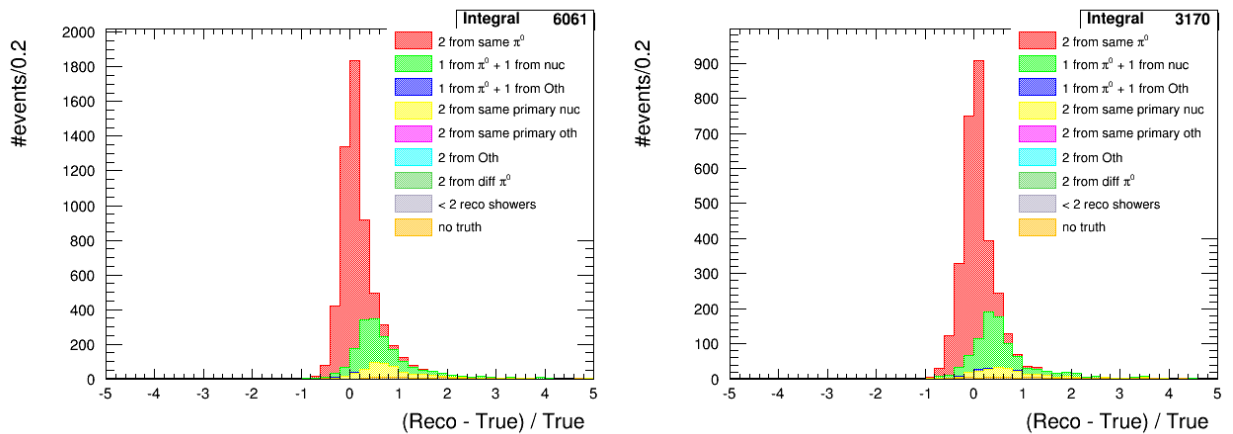 Integral 6061
#events/0.2
2000
1800
1600
1400
1200
1000
800
600
400
200
0
2 from same π⁰
1 from π⁰ + 1 from nuc
1 from π⁰ + 1 from Oth
2 from same primary nuc
2 from same primary oth
2 from Oth
2 from diff π⁰
< 2 reco showers
no truth
-5 -4 -3 -2 -1 0 1 2 3 4 5
(Reco - True) / True
Integral 3170
#events/0.2
900
800
700
600
500
400
300
200
100
0
2 from same π⁰
1 from π⁰ + 1 from nuc
1 from π⁰ + 1 from Oth
2 from same primary nuc
2 from same primary oth
2 from Oth
2 from diff π⁰
< 2 reco showers
no truth
-5 -4 -3 -2 -1 0 1 2 3 4 5
(Reco - True) / True